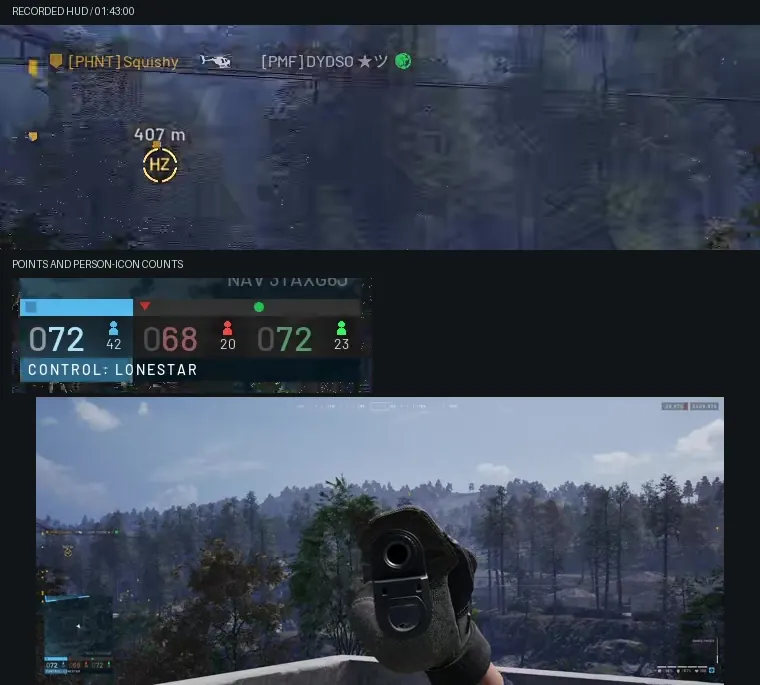 RECORDED HUD / 01:43:00
[PHNT]Squishy [PMF]DYDSO ★ツ
407 m
HZ
POINTS AND PERSON-ICON COUNTS
072 42 068 20 072 23
CONTROL: LONESTAR